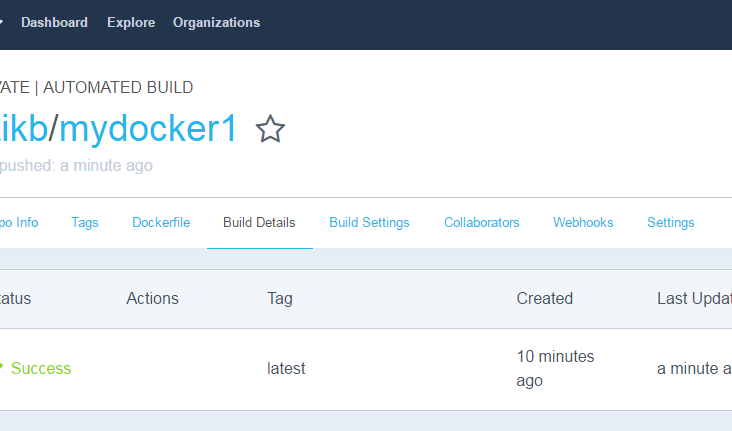 Dashboard Explore Organizations
VATE | AUTOMATED BUILD
ikb/mydocker1
pushed: a minute ago
oo Info Tags Dockerfile Build Details Build Settings Collaborators Webhooks Settings
tatus Actions Tag Created Last Updat
Success latest 10 minutes ago a minute a